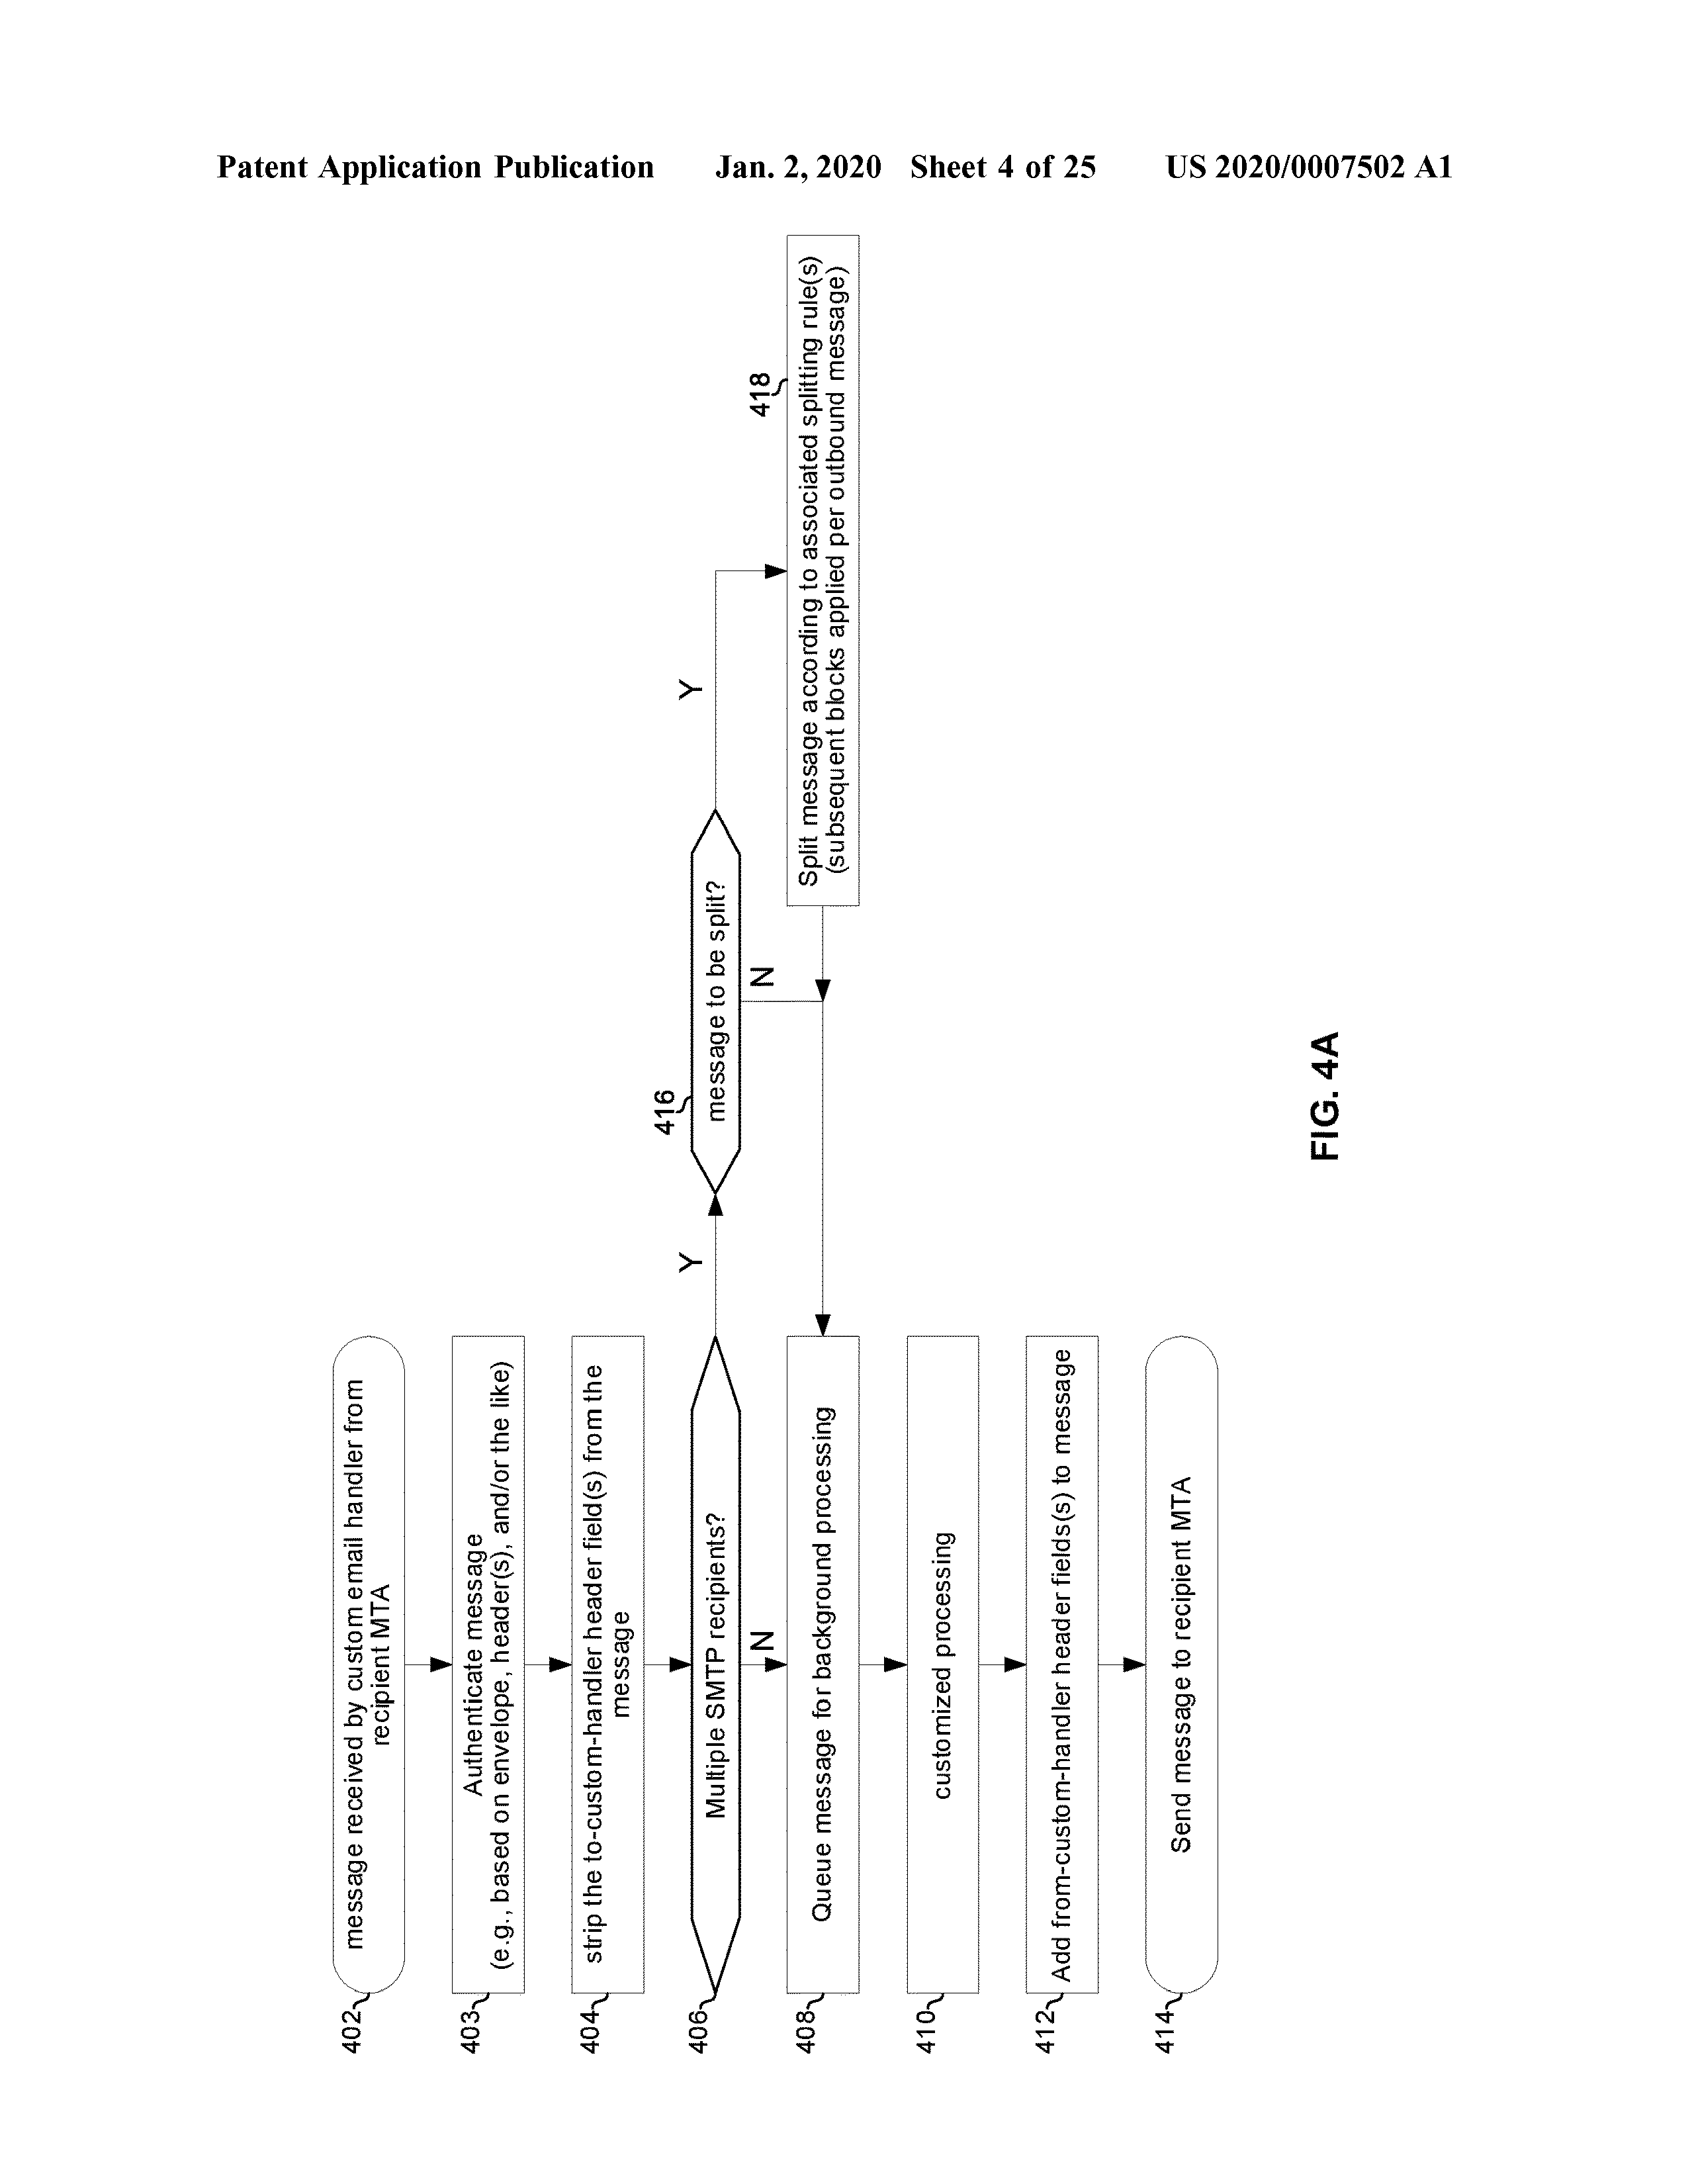 Patent Application Publication Jan. 2, 2020 Sheet 4 of 25 US 2020/0007502 A1
402
message received by custom email handler from
recipient MTA
403
Authenticate message
(e.g., based on envelope, header(s), and/or the like)
404
strip the to-custom-handler header field(s) from the
message
406
Multiple SMTP recipients?
Y
N
416
message to be split?
Y
N
418
Split message according to associated splitting rule(s)
(subsequent blocks applied per outbound message)
408
Queue message for background processing
410
customized processing
412
Add from-custom-handler header fields(s) to message
414
Send message to recipient MTA
FIG. 4A